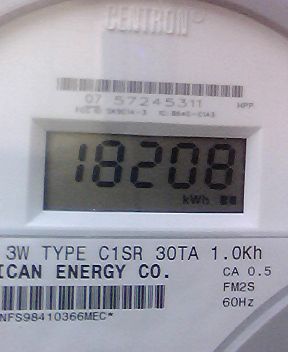 CENTRON®
07 57245311 HPP
18208
kWh
3W TYPE C1SR 30TA 1.0Kh
ICAN ENERGY CO. CA 0.5
FM2S
60Hz
NFS98410366MEC*